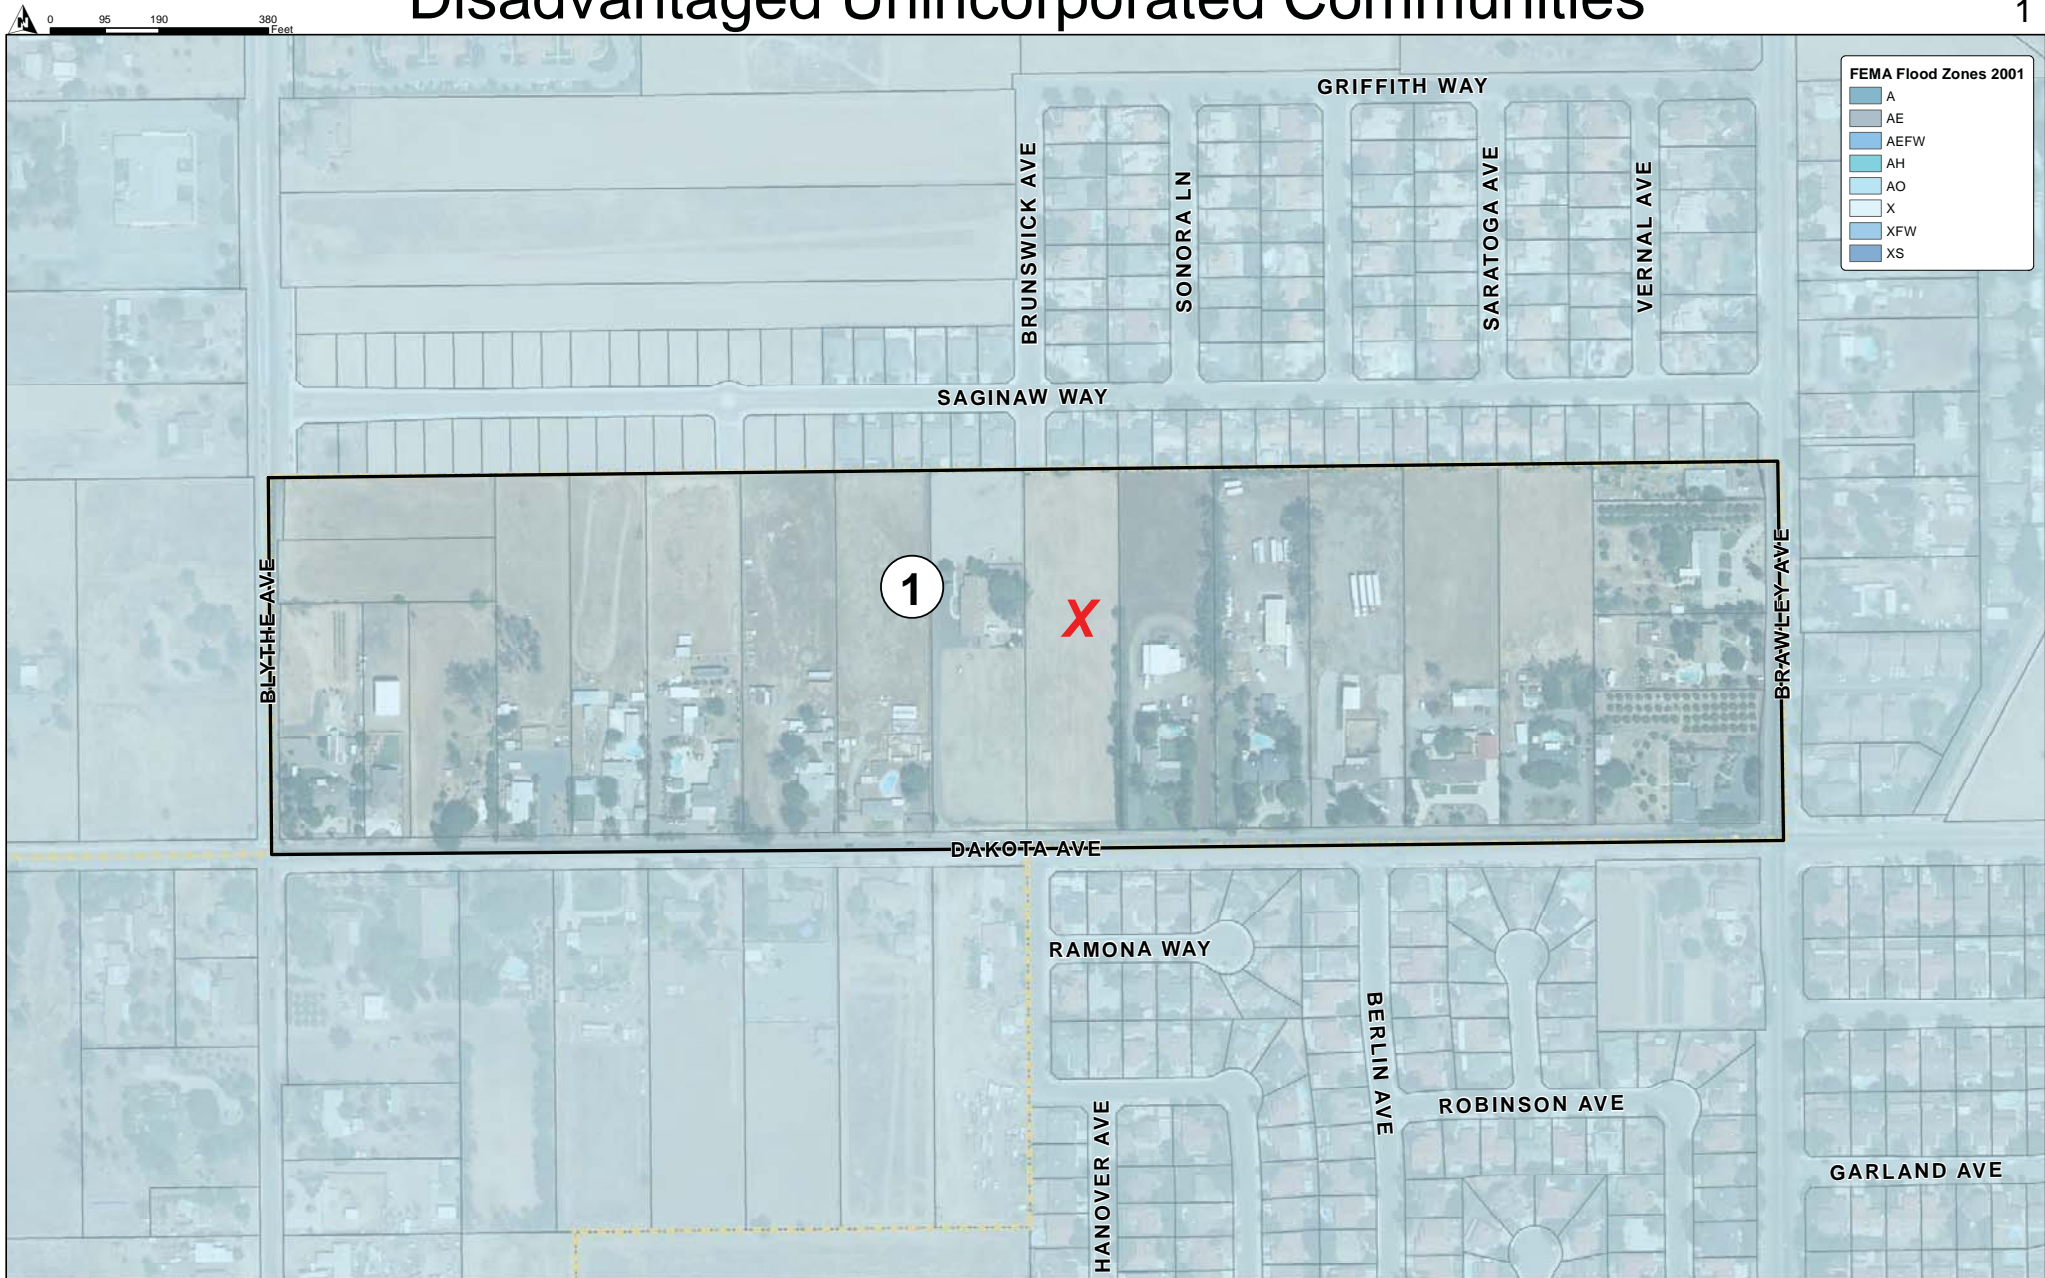 Disadvantaged Unincorporated Communities
1
N
0 95 190 380
Feet
FEMA Flood Zones 2001
A
AE
AEFW
AH
AO
X
XFW
XS
GRIFFITH WAY
BRUNSWICK AVE
SONORA LN
SARATOGA AVE
VERNAL AVE
SAGINAW WAY
BLYTHE AVE
1
X
BRAWLEY AVE
DAKOTA AVE
RAMONA WAY
BERLIN AVE
HANOVER AVE
ROBINSON AVE
GARLAND AVE